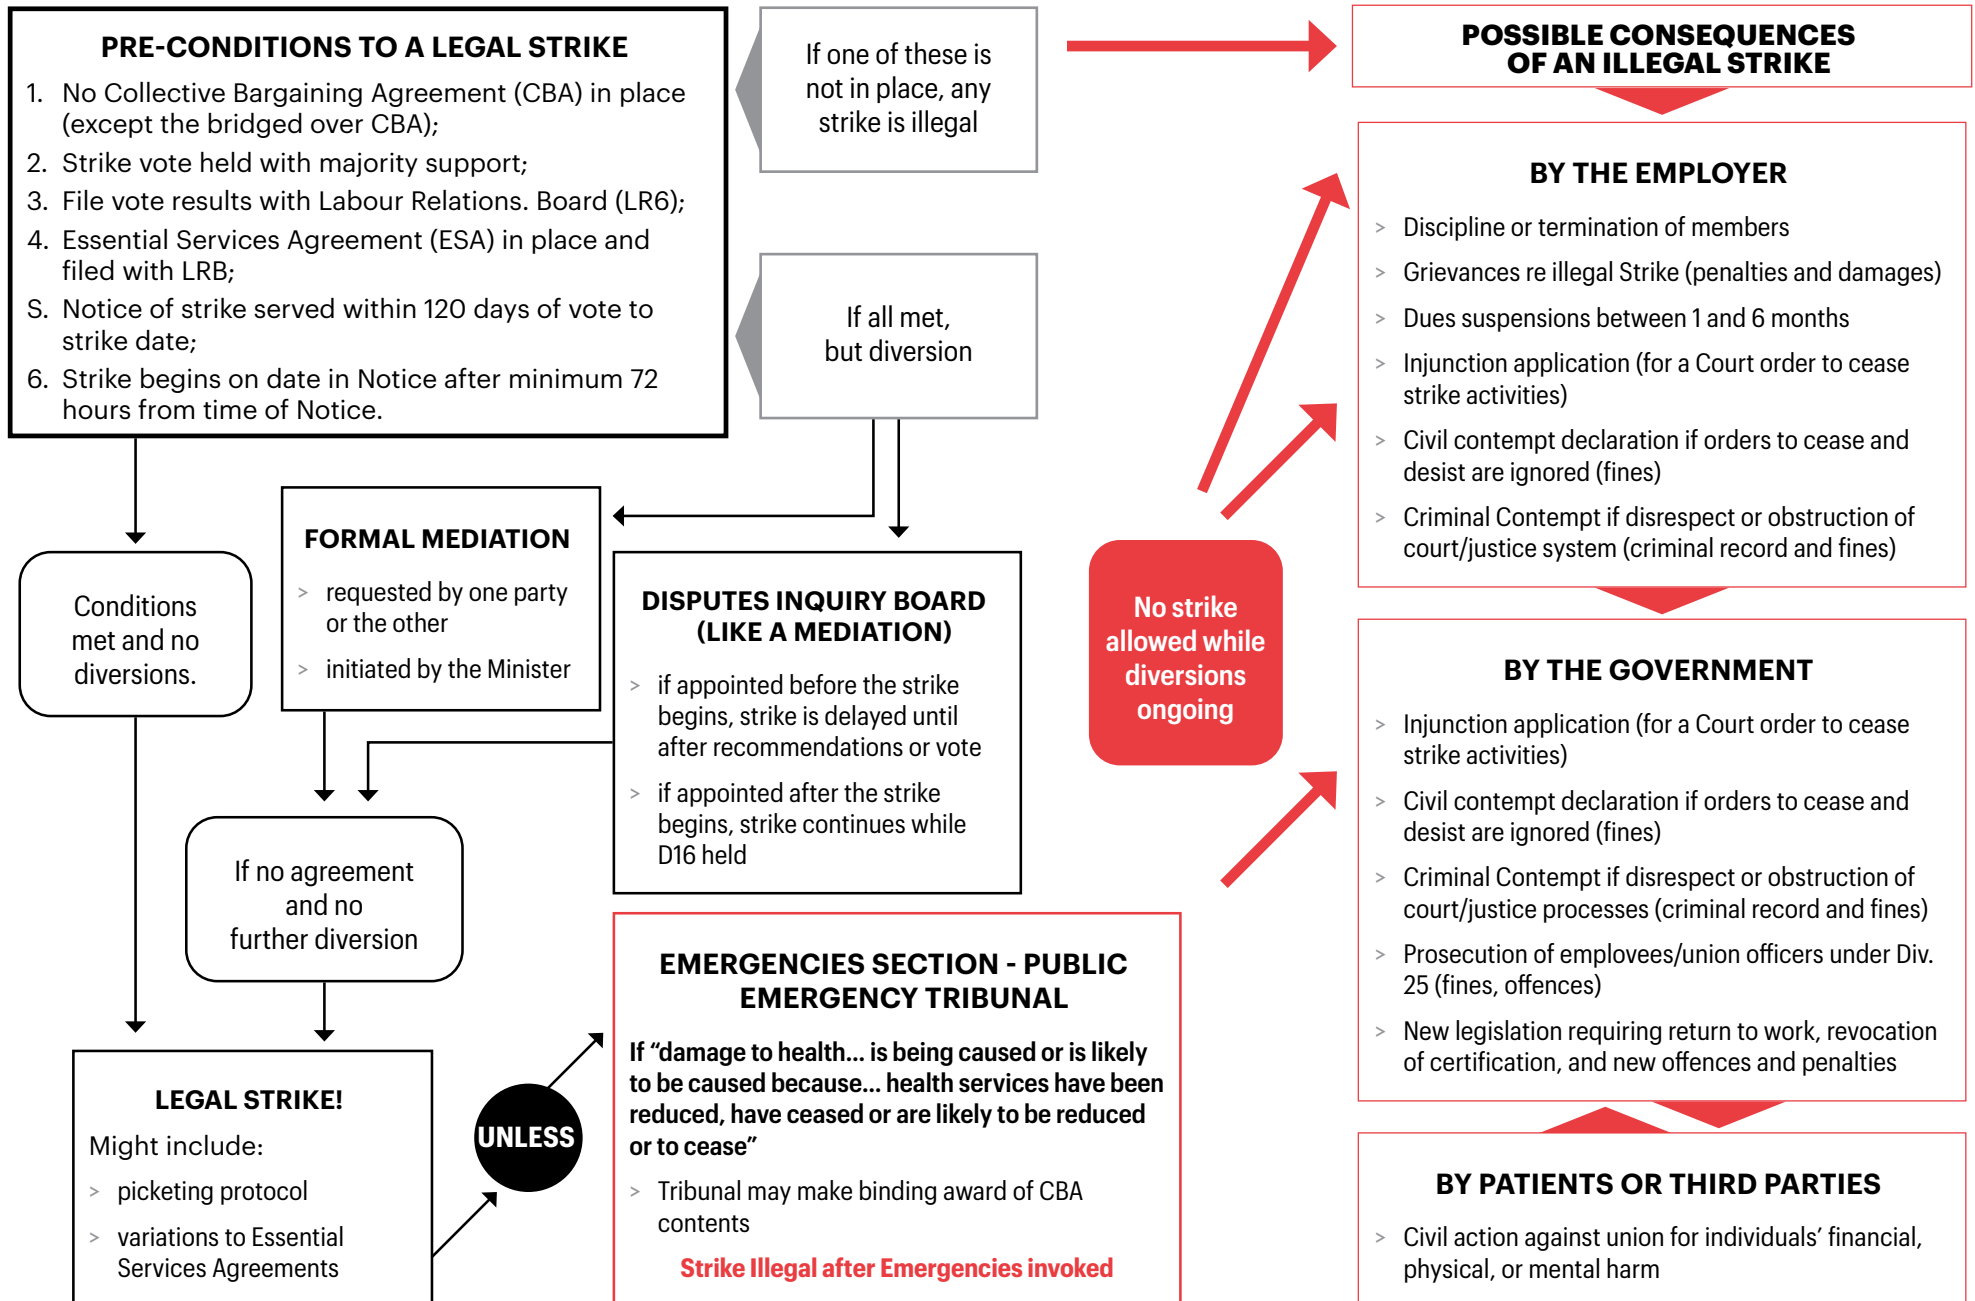 PRE-CONDITIONS TO A LEGAL STRIKE
1. No Collective Bargaining Agreement (CBA) in place
(except the bridged over CBA);
2. Strike vote held with majority support;
3. File vote results with Labour Relations. Board (LR6);
4. Essential Services Agreement (ESA) in place and
filed with LRB;
S. Notice of strike served within 120 days of vote to
strike date;
6. Strike begins on date in Notice after minimum 72
hours from time of Notice.
If one of these is
not in place, any
strike is illegal
If all met,
but diversion
Conditions
met and no
diversions.
FORMAL MEDIATION
> requested by one party
or the other
> initiated by the Minister
DISPUTES INQUIRY BOARD
(LIKE A MEDIATION)
> if appointed before the strike
begins, strike is delayed until
after recommendations or vote
> if appointed after the strike
begins, strike continues while
D16 held
If no agreement
and no
further diversion
LEGAL STRIKE!
Might include:
> picketing protocol
> variations to Essential
Services Agreements
UNLESS
EMERGENCIES SECTION - PUBLIC
EMERGENCY TRIBUNAL
If “damage to health... is being caused or is likely
to be caused because... health services have been
reduced, have ceased or are likely to be reduced
or to cease”
> Tribunal may make binding award of CBA
contents
Strike Illegal after Emergencies invoked
No strike
allowed while
diversions
ongoing
POSSIBLE CONSEQUENCES
OF AN ILLEGAL STRIKE
BY THE EMPLOYER
> Discipline or termination of members
> Grievances re illegal Strike (penalties and damages)
> Dues suspensions between 1 and 6 months
> Injunction application (for a Court order to cease
strike activities)
> Civil contempt declaration if orders to cease and
desist are ignored (fines)
> Criminal Contempt if disrespect or obstruction of
court/justice system (criminal record and fines)
BY THE GOVERNMENT
> Injunction application (for a Court order to cease
strike activities)
> Civil contempt declaration if orders to cease and
desist are ignored (fines)
> Criminal Contempt if disrespect or obstruction of
court/justice processes (criminal record and fines)
> Prosecution of employees/union officers under Div.
25 (fines, offences)
> New legislation requiring return to work, revocation
of certification, and new offences and penalties
BY PATIENTS OR THIRD PARTIES
> Civil action against union for individuals’ financial,
physical, or mental harm